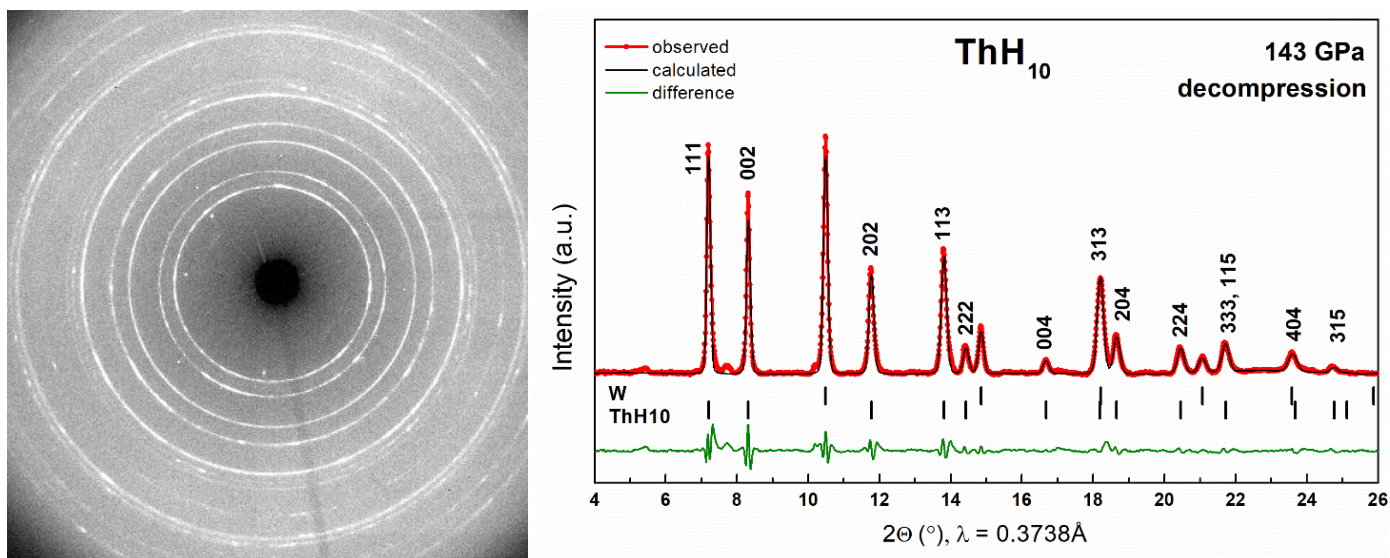 observed
calculated
difference
ThH10
143 GPa
decompression
111
002
202
113
222
004
313
204
224
333, 115
404
315
Intensity (a.u.)
W
ThH10
4 6 8 10 12 14 16 18 20 22 24 26
2Θ (°), λ = 0.3738Å